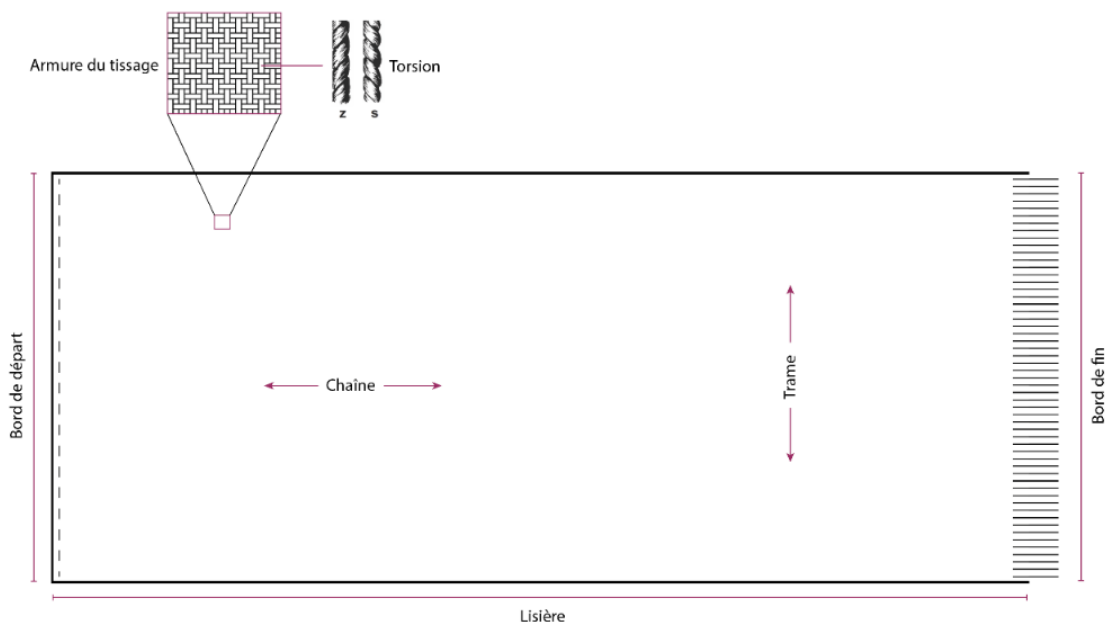 Armure du tissage
Torsion
z s
Bord de départ
Chaîne
Trame
Bord de fin
Lisière